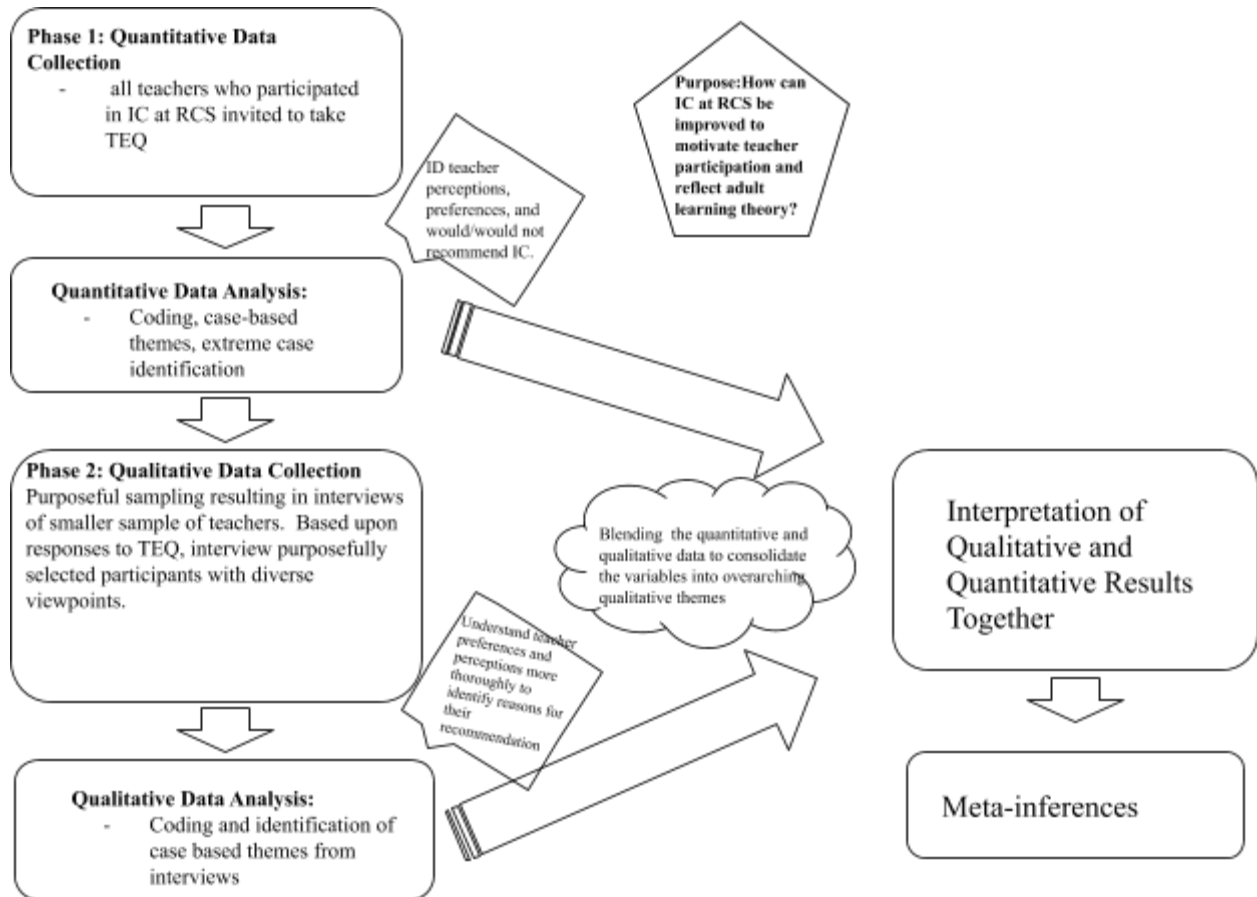 Phase 1: Quantitative Data
Collection
- all teachers who participated
in IC at RCS invited to take
TEQ
Purpose:How can
IC at RCS be
improved to
motivate teacher
participation and
reflect adult
learning theory?
ID teacher
perceptions,
preferences, and
would/would not
recommend IC.
Quantitative Data Analysis:
- Coding, case-based
themes, extreme case
identification
Phase 2: Qualitative Data Collection
Purposeful sampling resulting in interviews
of smaller sample of teachers. Based upon
responses to TEQ, interview purposefully
selected participants with diverse
viewpoints.
Blending the quantitative and
qualitative data to consolidate
the variables into overarching
qualitative themes
Interpretation of
Qualitative and
Quantitative Results
Together
Understand teacher
preferences and
perceptions more
thoroughly to
identify reasons for
their
recommendation
Qualitative Data Analysis:
- Coding and identification of
case based themes from
interviews
Meta-inferences